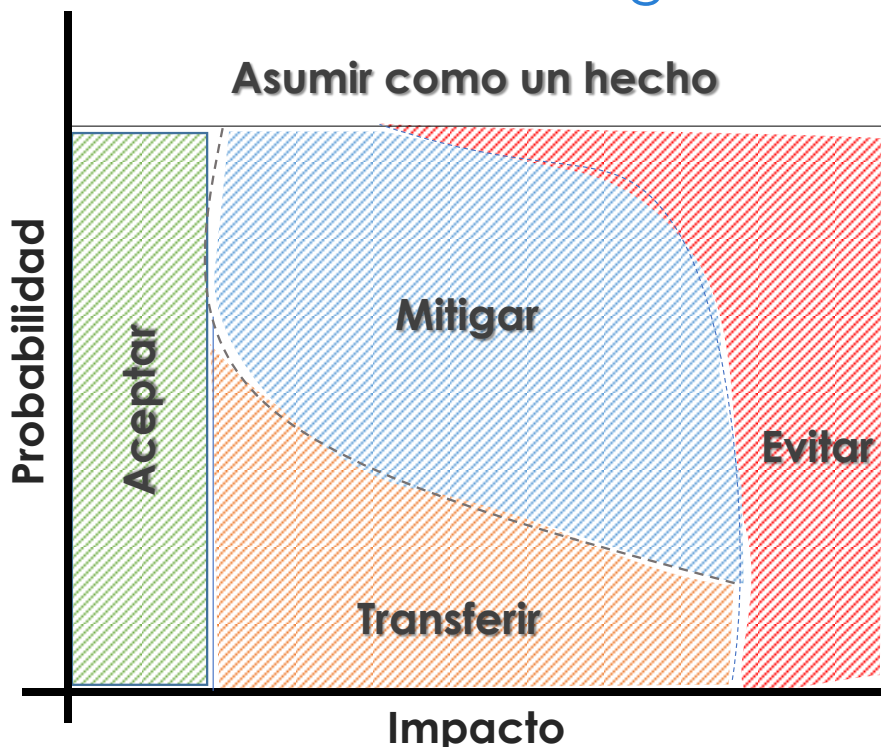 Asumir como un hecho
Probabilidad
Aceptar
Mitigar
Evitar
Transferir
Impacto